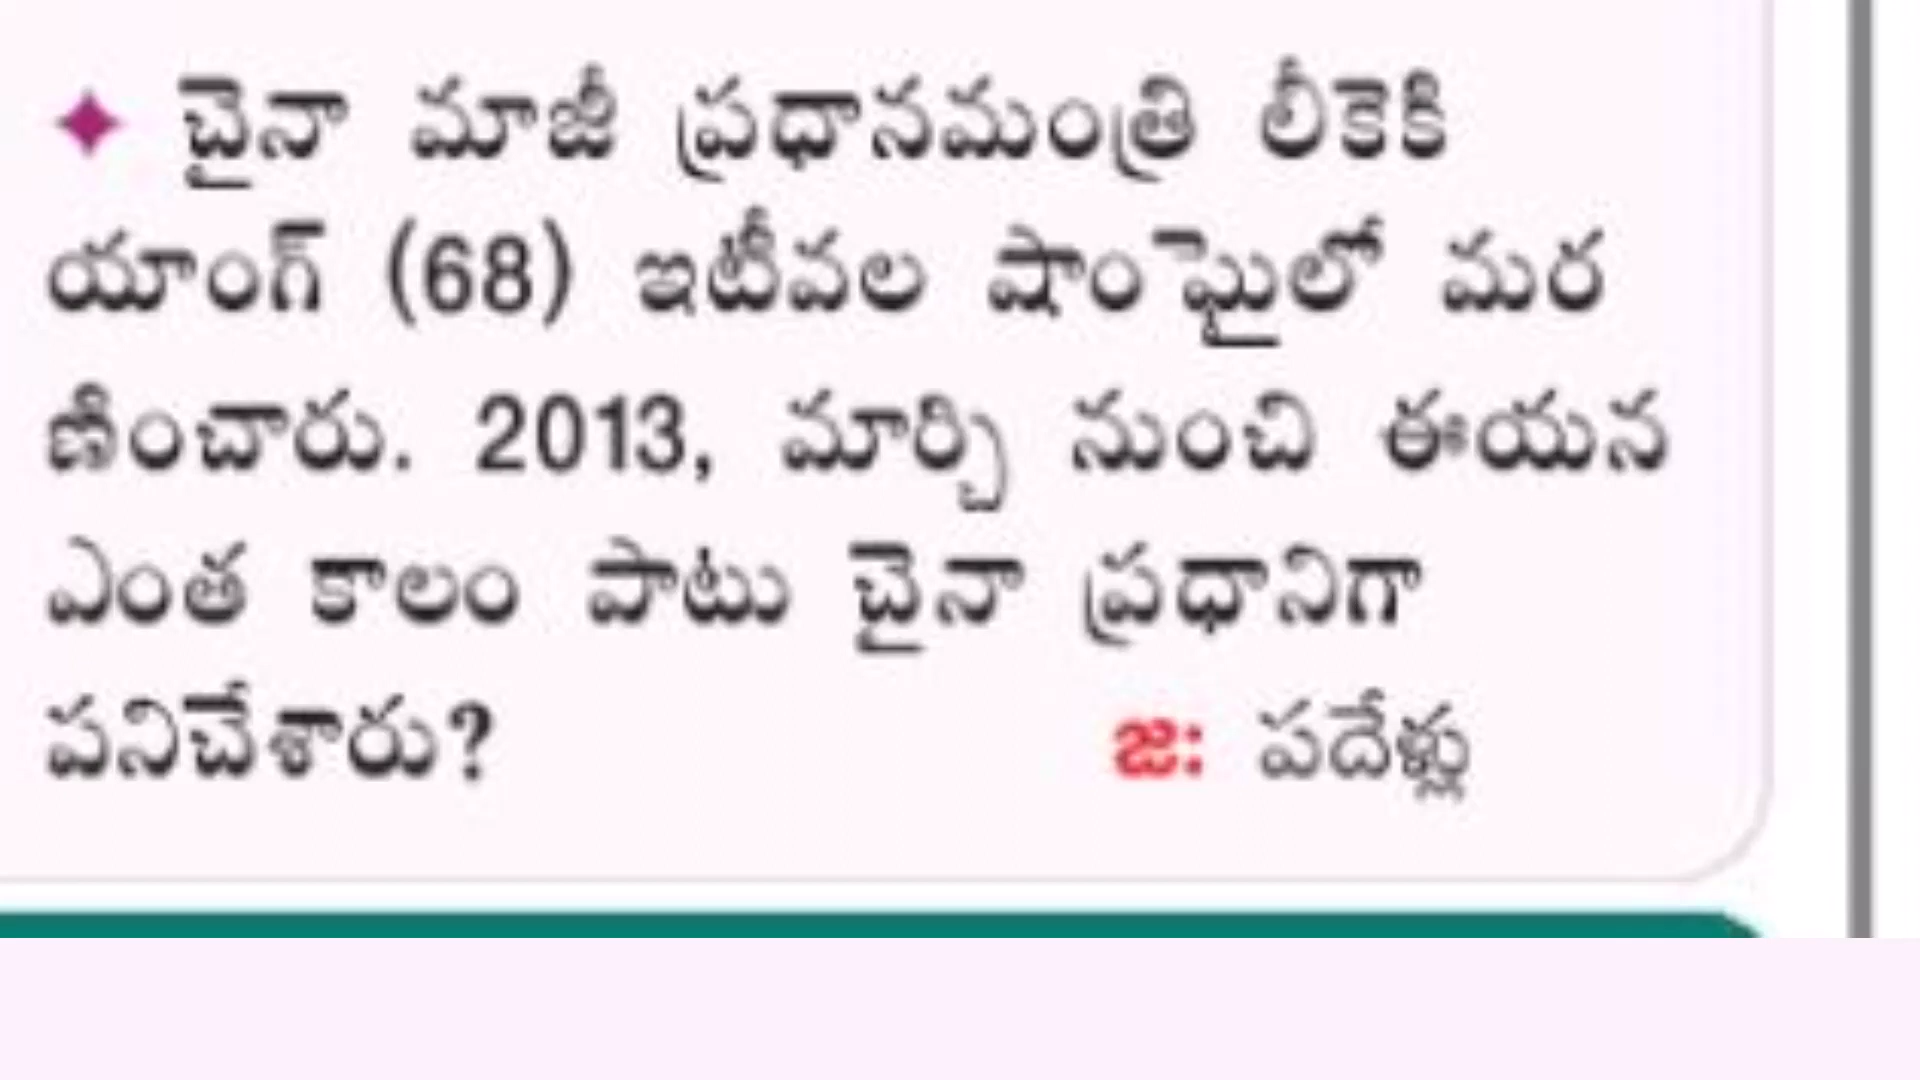 చైనా మాజీ ప్రధానమంత్రి లీకెకి
యాంగ్ (68) ఇటీవల షాంఘైలో మర
ణించారు. 2013, మార్చి నుంచి ఈయన
ఎంత కాలం పాటు చైనా ప్రధానిగా
పనిచేశారు? జ: పదేళ్లు